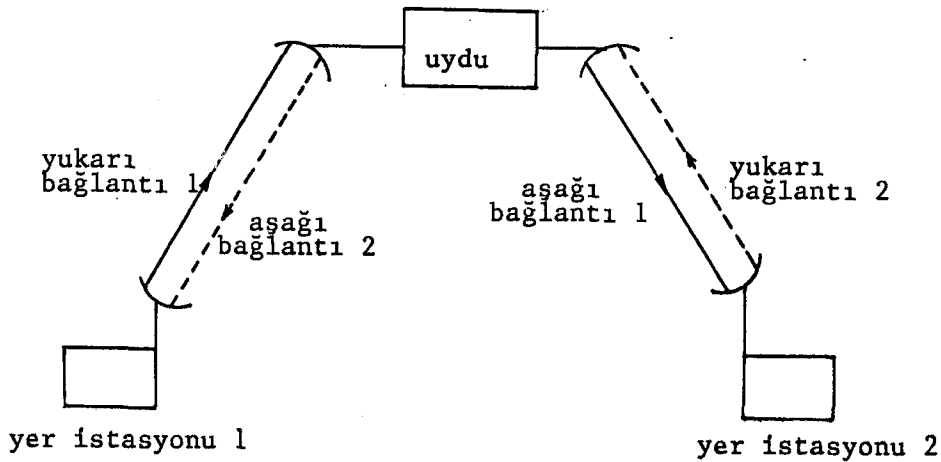 uydu
yukarı
bağlantı 1
aşağı
bağlantı 2
aşağı
bağlantı 1
yukarı
bağlantı 2
yer istasyonu 1
yer istasyonu 2